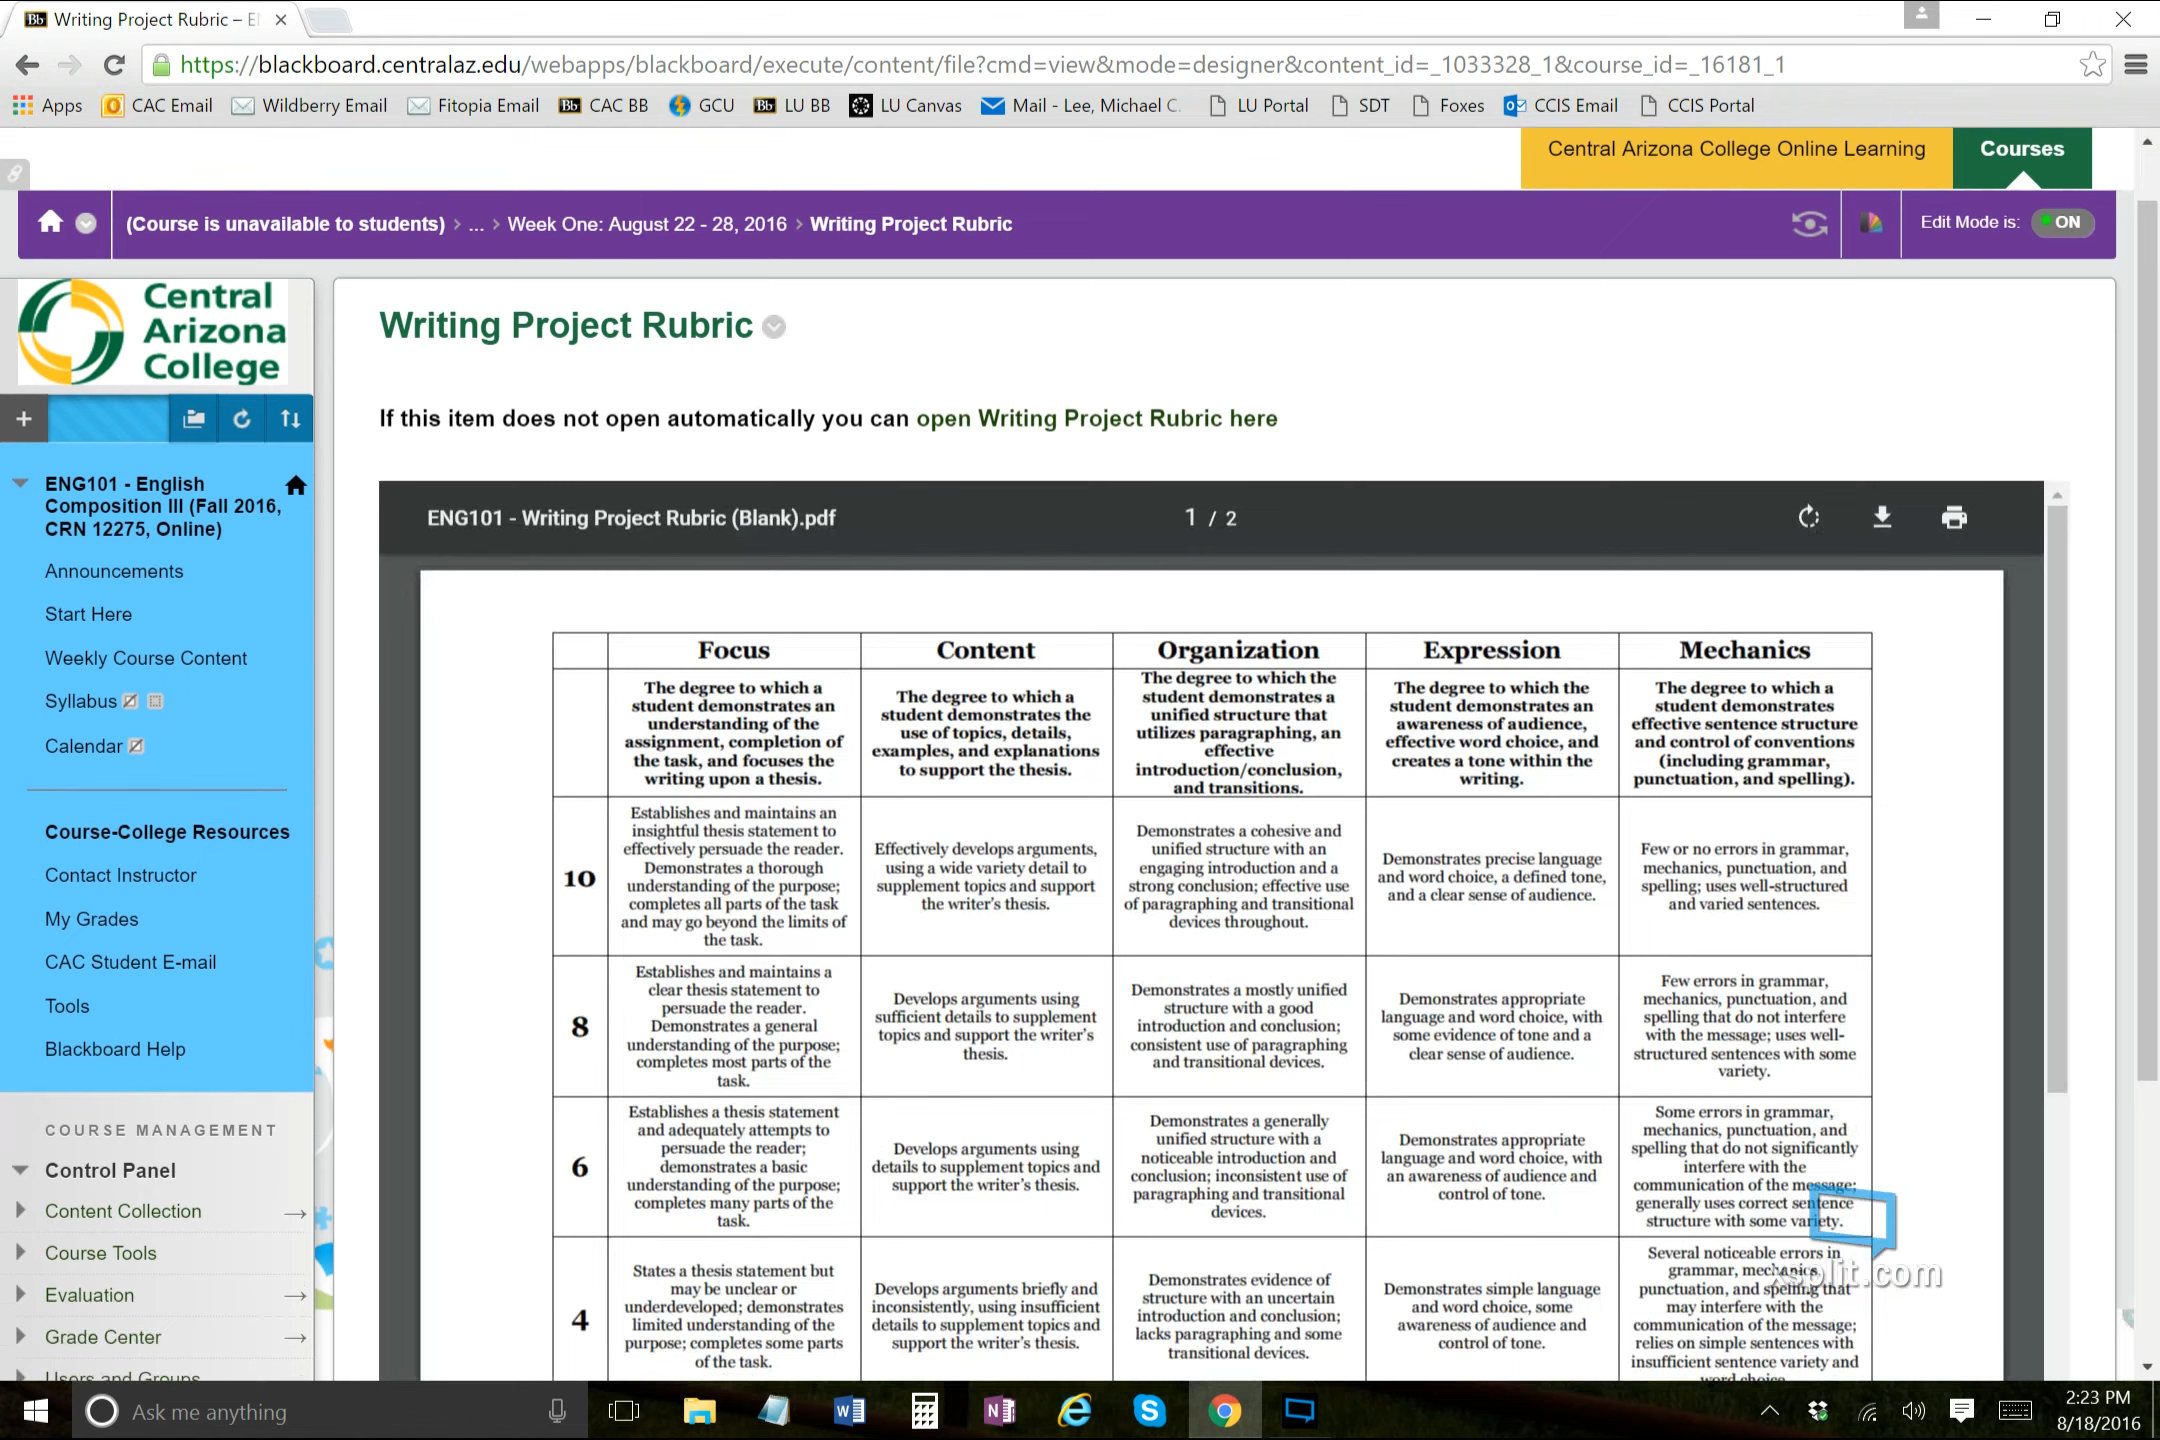 Writing Project Rubric – E
https://blackboard.centralaz.edu/webapps/blackboard/execute/content/file?cmd=view&mode=designer&content_id=_1033328_1&course_id=_16181_1
Apps CAC Email Wildberry Email Fitopia Email CAC BB GCU LU BB LU Canvas Mail - Lee, Michael C. LU Portal SDT Foxes CCIS Email CCIS Portal
Central Arizona College Online Learning Courses
(Course is unavailable to students) > ... > Week One: August 22 - 28, 2016 > Writing Project Rubric
Edit Mode is: ON
Central
Arizona
College
ENG101 - English
Composition III (Fall 2016,
CRN 12275, Online)
Announcements
Start Here
Weekly Course Content
Syllabus
Calendar
Course-College Resources
Contact Instructor
My Grades
CAC Student E-mail
Tools
Blackboard Help
COURSE MANAGEMENT
Control Panel
Content Collection
Course Tools
Evaluation
Grade Center
Users and Groups
Writing Project Rubric
If this item does not open automatically you can open Writing Project Rubric here
ENG101 - Writing Project Rubric (Blank).pdf
1 / 2
Focus
Content
Organization
Expression
Mechanics
The degree to which a
student demonstrates an
understanding of the
assignment, completion of
the task, and focuses the
writing upon a thesis.
The degree to which a
student demonstrates the
use of topics, details,
examples, and explanations
to support the thesis.
The degree to which the
student demonstrates a
unified structure that
utilizes paragraphing, an
effective
introduction/conclusion,
and transitions.
The degree to which the
student demonstrates an
awareness of audience,
effective word choice, and
creates a tone within the
writing.
The degree to which a
student demonstrates
effective sentence structure
and control of conventions
(including grammar,
punctuation, and spelling).
10
Establishes and maintains an
insightful thesis statement to
effectively persuade the reader.
Demonstrates a thorough
understanding of the purpose;
completes all parts of the task
and may go beyond the limits of
the task.
Effectively develops arguments,
using a wide variety detail to
supplement topics and support
the writer's thesis.
Demonstrates a cohesive and
unified structure with an
engaging introduction and a
strong conclusion; effective use
of paragraphing and transitional
devices throughout.
Demonstrates precise language
and word choice, a defined tone,
and a clear sense of audience.
Few or no errors in grammar,
mechanics, punctuation, and
spelling; uses well-structured
and varied sentences.
8
Establishes and maintains a
clear thesis statement to
persuade the reader.
Demonstrates a general
understanding of the purpose;
completes most parts of the
task.
Develops arguments using
sufficient details to supplement
topics and support the writer's
thesis.
Demonstrates a mostly unified
structure with a good
introduction and conclusion;
consistent use of paragraphing
and transitional devices.
Demonstrates appropriate
language and word choice, with
some evidence of tone and a
clear sense of audience.
Few errors in grammar,
mechanics, punctuation, and
spelling that do not interfere
with the message; uses well-
structured sentences with some
variety.
6
Establishes a thesis statement
and adequately attempts to
persuade the reader;
demonstrates a basic
understanding of the purpose;
completes many parts of the
task.
Develops arguments using
details to supplement topics and
support the writer's thesis.
Demonstrates a generally
unified structure with a
noticeable introduction and
conclusion; inconsistent use of
paragraphing and transitional
devices.
Demonstrates appropriate
language and word choice, with
an awareness of audience and
control of tone.
Some errors in grammar,
mechanics, punctuation, and
spelling that do not significantly
interfere with the
communication of the message;
generally uses correct sentence
structure with some variety.
4
States a thesis statement but
may be unclear or
underdeveloped; demonstrates
limited understanding of the
purpose; completes some parts
of the task.
Develops arguments briefly and
inconsistently, using insufficient
details to supplement topics and
support the writer's thesis.
Demonstrates evidence of
structure with an uncertain
introduction and conclusion;
lacks paragraphing and some
transitional devices.
Demonstrates simple language
and word choice, some
awareness of audience and
control of tone.
Several noticeable errors in
grammar, mechanics,
punctuation, and spelling that
may interfere with the
communication of the message;
relies on simple sentences with
insufficient sentence variety and
word choice.
xsplit.com
Ask me anything
2:23 PM
8/18/2016